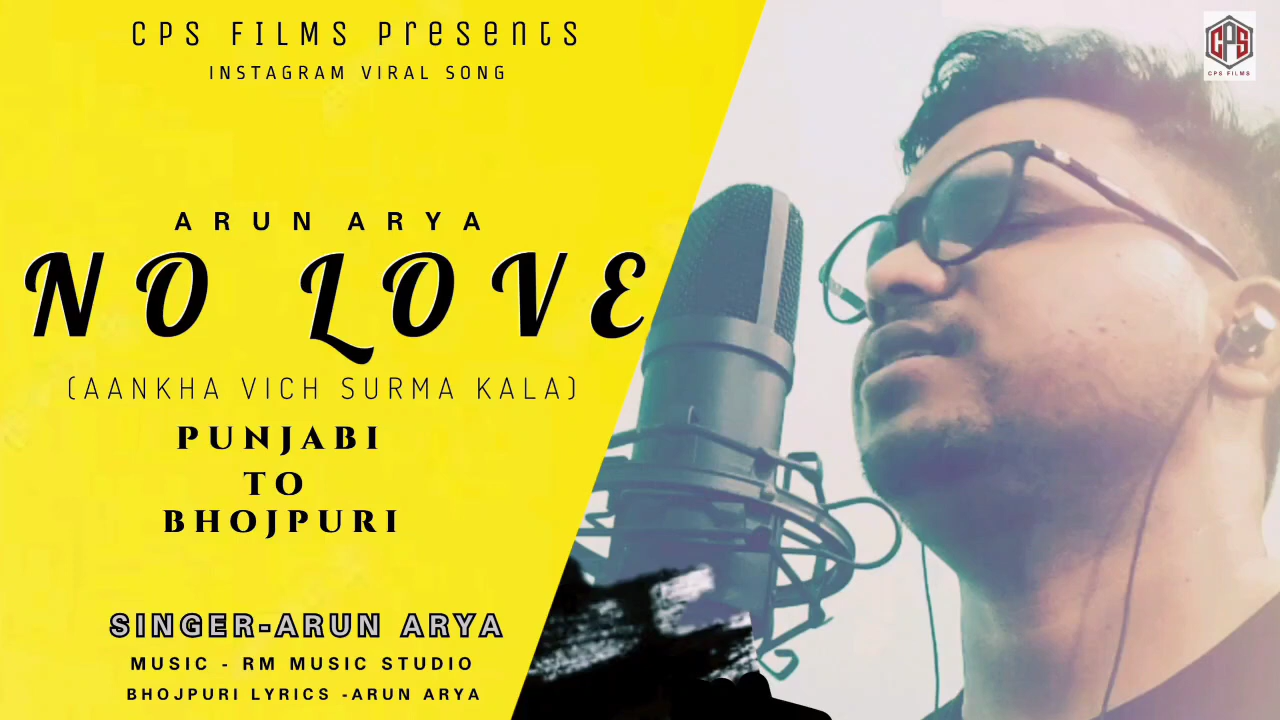 CPS FILMS Presents
INSTAGRAM VIRAL SONG
ARUN ARYA
NO LOVE
(AANKHA VICH SURMA KALA)
PUNJABI
TO
BHOJPURI
SINGER-ARUN ARYA
MUSIC - RM MUSIC STUDIO
BHOJPURI LYRICS -ARUN ARYA
CPS
CPS FILMS